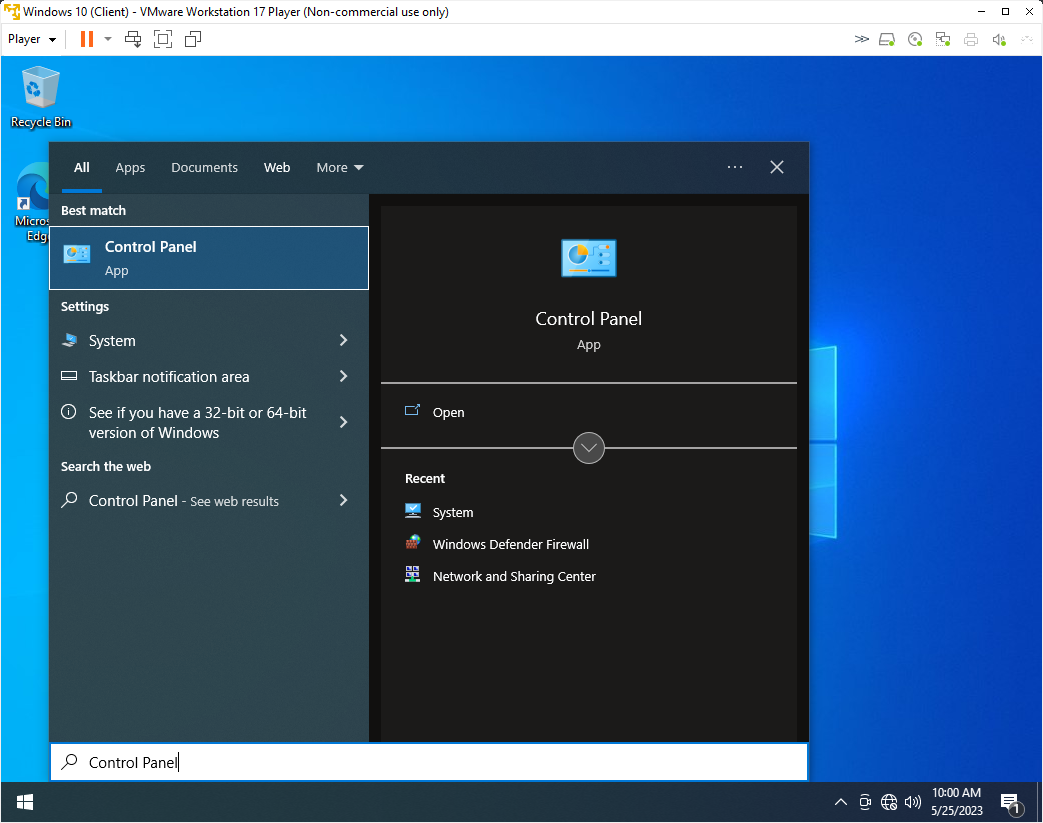 Windows 10 (Client) - VMware Workstation 17 Player (Non-commercial use only)
Player
Recycle Bin
Micros
Edge
All Apps Documents Web More
Best match
Control Panel
App
Settings
System
Taskbar notification area
See if you have a 32-bit or 64-bit
version of Windows
Search the web
Control Panel - See web results
Control Panel
App
Open
Recent
System
Windows Defender Firewall
Network and Sharing Center
Control Panel
10:00 AM
5/25/2023
1